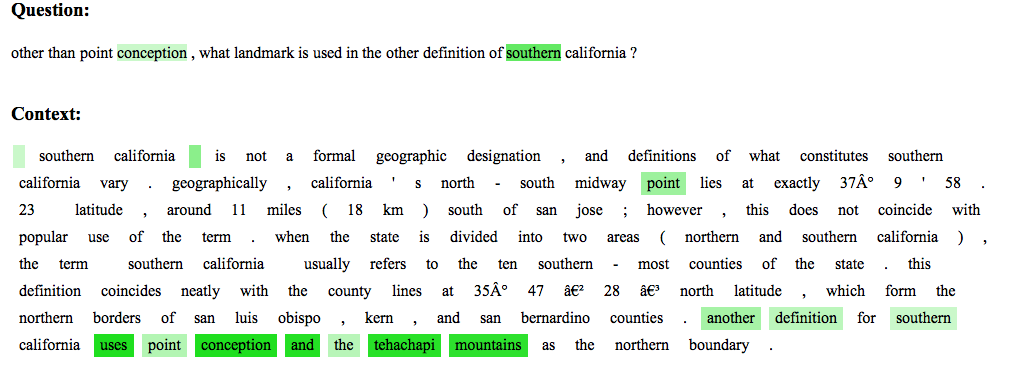 Question:
other than point conception , what landmark is used in the other definition of southern california ?
Context:
southern california is not a formal geographic designation , and definitions of what constitutes southern
california vary . geographically , california ' s north - south midway point lies at exactly 37Â° 9 ' 58 .
23 latitude , around 11 miles ( 18 km ) south of san jose ; however , this does not coincide with
popular use of the term . when the state is divided into two areas ( northern and southern california ) ,
the term southern california usually refers to the ten southern - most counties of the state . this
definition coincides neatly with the county lines at 35Â° 47 â€² 28 â€³ north latitude , which form the
northern borders of san luis obispo , kern , and san bernardino counties . another definition for southern
california uses point conception and the tehachapi mountains as the northern boundary .